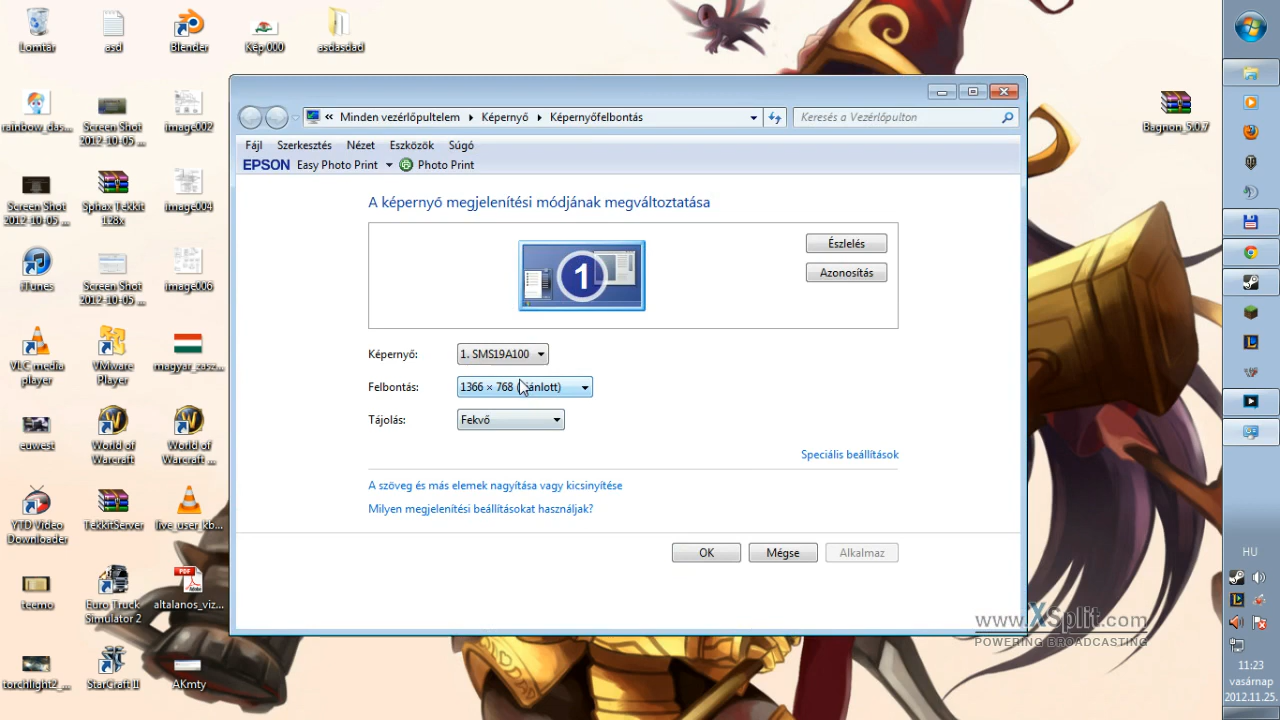 Lomtár
asd
Blender
Kép 000
asdasdad
rainbow_das...
Screen Shot
2012-10-05 ...
image002
Screen Shot
2012-10-05 ...
Sphax Tekkit
128x
image004
iTunes
Screen Shot
2012-10-05 ...
image006
VLC media
player
VMware
Player
magyar_zasz...
euwest
World of
Warcraft
World of
Warcraft ...
YTD Video
Downloader
TekkitServer
live_user_kb...
teemo
Euro Truck
Simulator 2
PDF
altalanos_viz...
torchlight2_...
StarCraft II
AKmty
« Minden vezérlőpultelem Képernyő Képernyőfelbontás
Keresés a Vezérlőpulton
Fájl Szerkesztés Nézet Eszközök Súgó
EPSON Easy Photo Print Photo Print
A képernyő megjelenítési módjának megváltoztatása
1
Észlelés
Azonosítás
Képernyő: 1. SMS19A100
Felbontás: 1366 × 768
Tájolás: Fekvő
Speciális beállítások
A szöveg és más elemek nagyítása vagy kicsinyítése
Milyen megjelenítési beállításokat használjak?
OK Mégse Alkalmaz
Bagnon_5.0.7
www.XSplit.com
POWERING BROADCASTING
HU
11:23
vasárnap
2012.11.25.